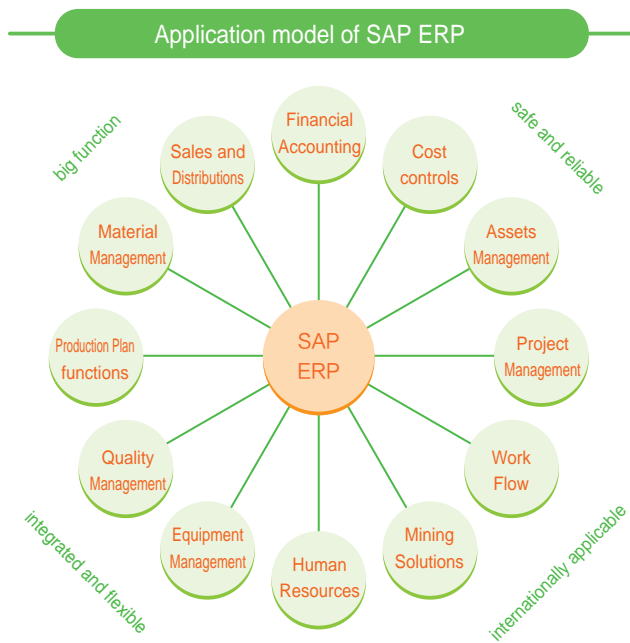 Application model of SAP ERP
big function
safe and reliable
Financial
Accounting
Cost
controls
Assets
Management
Project
Management
Work
Flow
Mining
Solutions
Human
Resources
Equipment
Management
Quality
Management
Production Plan
functions
Material
Management
Sales and
Distributions
SAP
ERP
integrated and flexible
internationally applicable